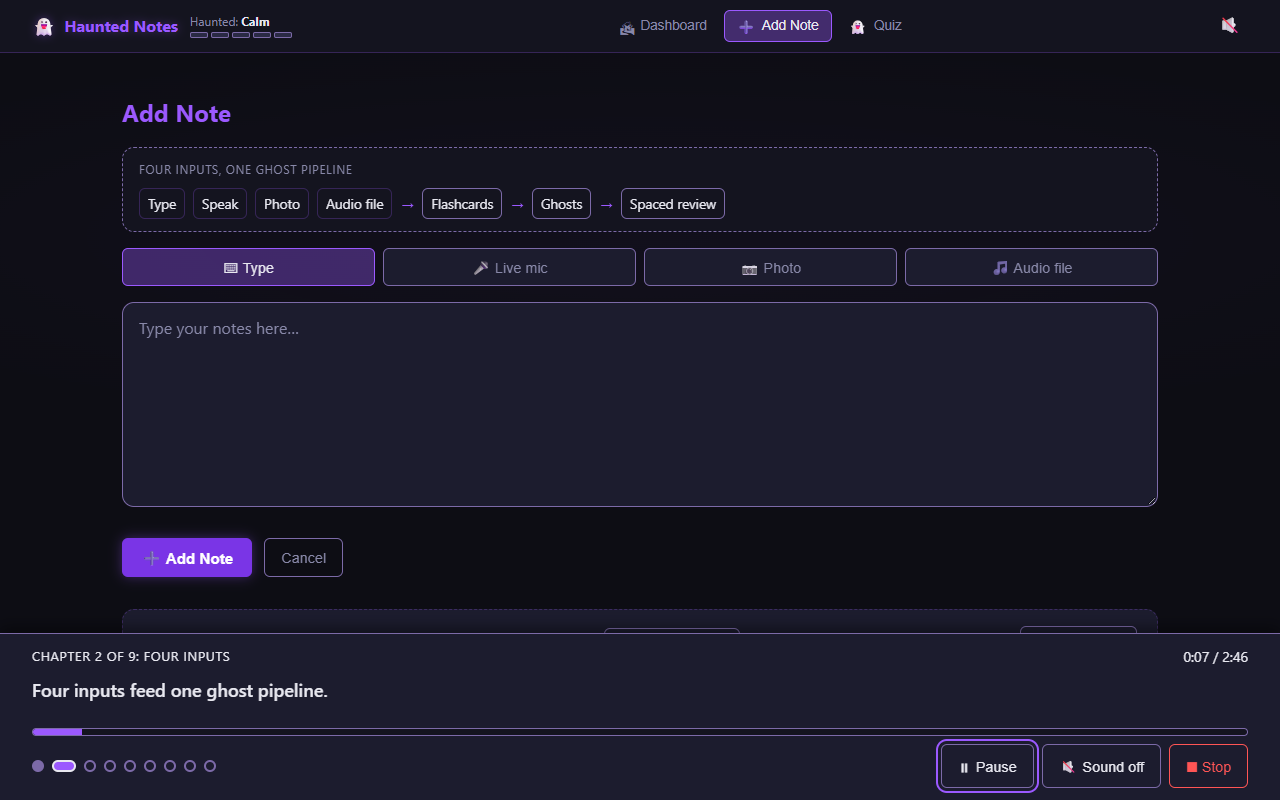 Haunted Notes
Haunted: Calm
Dashboard
Add Note
Quiz
Add Note
FOUR INPUTS, ONE GHOST PIPELINE
Type Speak Photo Audio file → Flashcards → Ghosts → Spaced review
Type
Live mic
Photo
Audio file
Type your notes here...
Add Note
Cancel
CHAPTER 2 OF 9: FOUR INPUTS
0:07 / 2:46
Four inputs feed one ghost pipeline.
Pause
Sound off
Stop